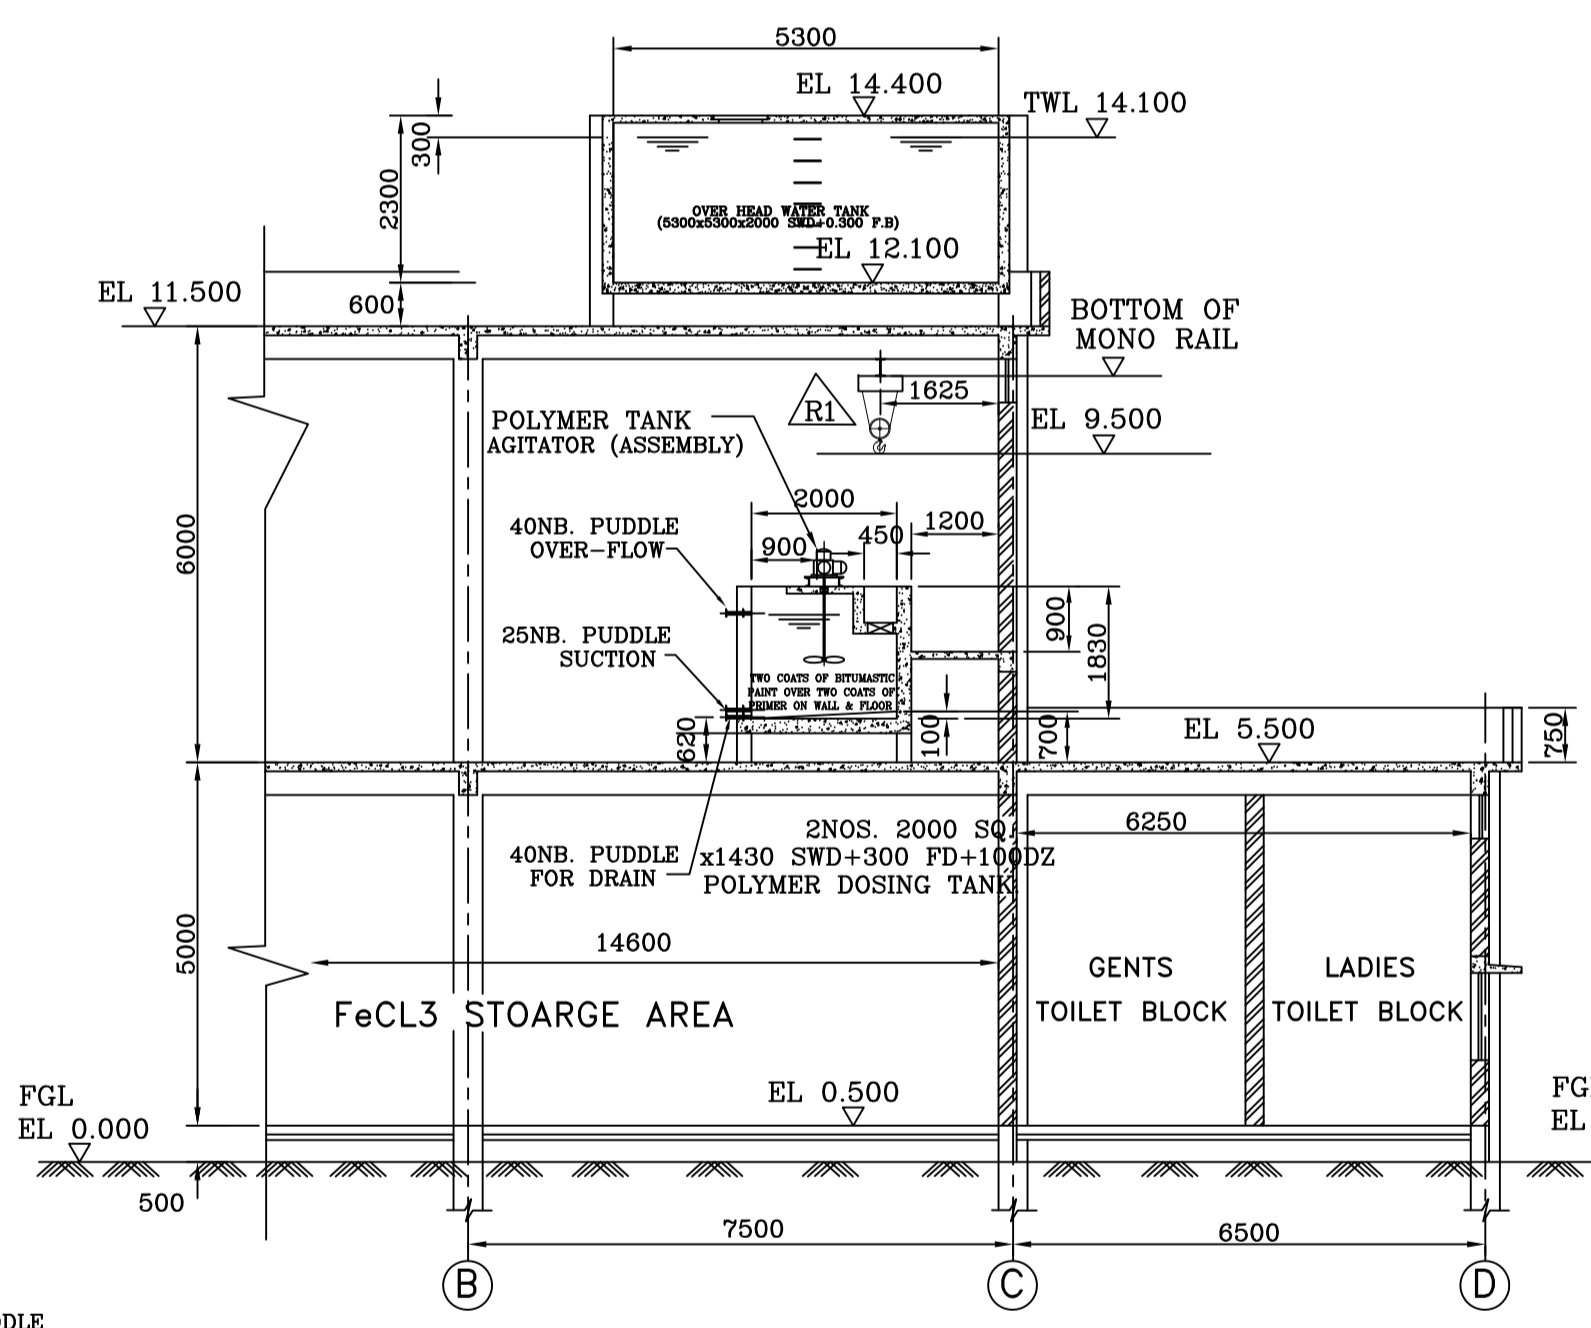 5300
EL 14.400
TWL 14.100
300
2300
OVER HEAD WATER TANK
(5300x5300x2000 SWD+0.300 F.B)
EL 12.100
EL 11.500
600
BOTTOM OF
MONO RAIL
R1
1625
POLYMER TANK
AGITATOR (ASSEMBLY)
EL 9.500
2000
40NB. PUDDLE
OVER-FLOW
1200
450
900
6000
25NB. PUDDLE
SUCTION
900
1830
TWO COATS OF BITUMASTIC
PAINT OVER TWO COATS OF
PRIMER ON WALL & FLOOR
620
100
700
EL 5.500
750
2NOS. 2000 SQ.
x1430 SWD+300 FD+100DZ
POLYMER DOSING TANK.
6250
40NB. PUDDLE
FOR DRAIN
5000
14600
GENTS
TOILET BLOCK
LADIES
TOILET BLOCK
FeCL3 STOARGE AREA
EL 0.500
FGL
EL 0.000
EL
500
7500
6500
B
C
D